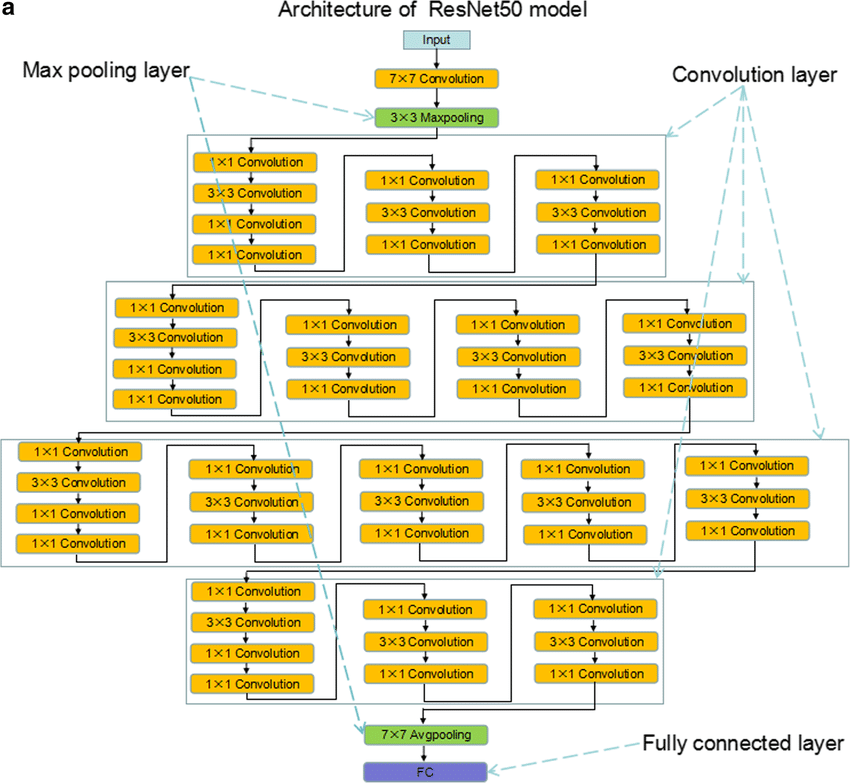 a
Architecture of ResNet50 model
Input
Max pooling layer
7×7 Convolution
Convolution layer
3×3 Maxpooling
1×1 Convolution
3×3 Convolution
1×1 Convolution
1×1 Convolution
1×1 Convolution
3×3 Convolution
1×1 Convolution
1×1 Convolution
3×3 Convolution
1×1 Convolution
1×1 Convolution
3×3 Convolution
1×1 Convolution
1×1 Convolution
1×1 Convolution
3×3 Convolution
1×1 Convolution
1×1 Convolution
3×3 Convolution
1×1 Convolution
1×1 Convolution
3×3 Convolution
1×1 Convolution
1×1 Convolution
3×3 Convolution
1×1 Convolution
1×1 Convolution
1×1 Convolution
3×3 Convolution
1×1 Convolution
1×1 Convolution
3×3 Convolution
1×1 Convolution
1×1 Convolution
3×3 Convolution
1×1 Convolution
1×1 Convolution
3×3 Convolution
1×1 Convolution
1×1 Convolution
3×3 Convolution
1×1 Convolution
1×1 Convolution
1×1 Convolution
3×3 Convolution
1×1 Convolution
1×1 Convolution
3×3 Convolution
1×1 Convolution
7×7 Avgpooling
Fully connected layer
FC